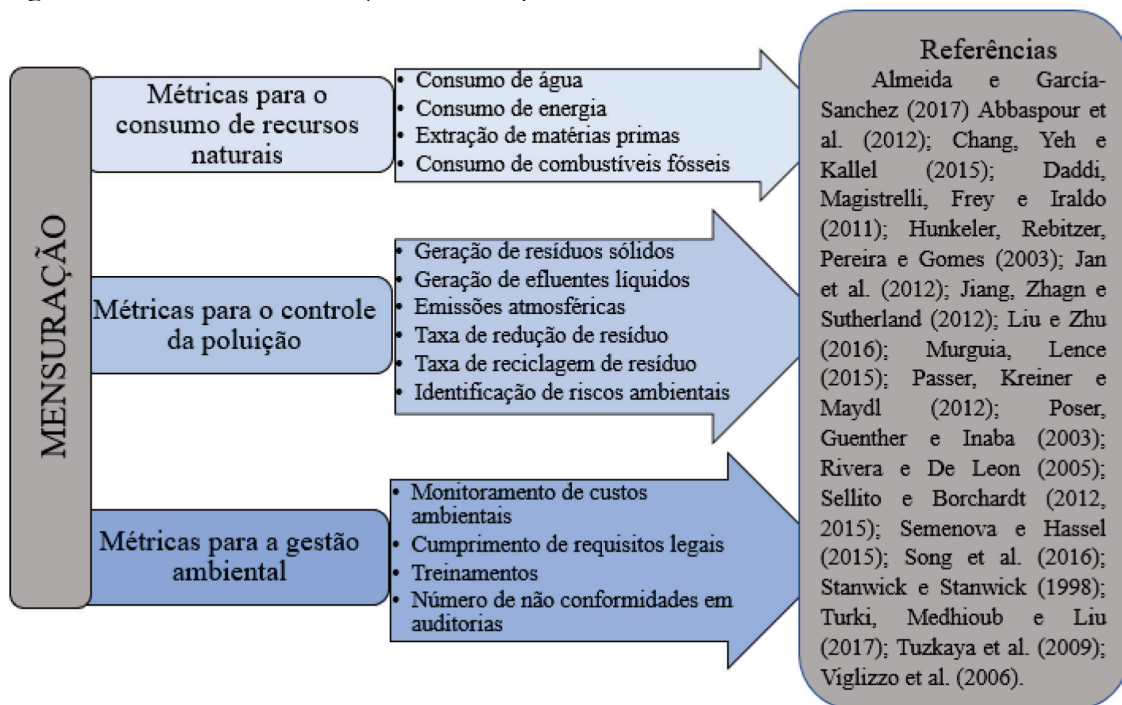 MENSURAÇÃO
Métricas para o
consumo de recursos
naturais
• Consumo de água
• Consumo de energia
• Extração de matérias primas
• Consumo de combustíveis fósseis
Métricas para o controle
da poluição
• Geração de resíduos sólidos
• Geração de efluentes líquidos
• Emissões atmosféricas
• Taxa de redução de resíduo
• Taxa de reciclagem de resíduo
• Identificação de riscos ambientais
Métricas para a gestão
ambiental
• Monitoramento de custos
ambientais
• Cumprimento de requisitos legais
• Treinamentos
• Número de não conformidades em
auditorias
Referências
Almeida e García-
Sanchez (2017) Abbaspour et
al. (2012); Chang, Yeh e
Kallel (2015); Daddi,
Magistrelli, Frey e Iraldo
(2011); Hunkeler, Rebitzer,
Pereira e Gomes (2003); Jan
et al. (2012); Jiang, Zhagn e
Sutherland (2012); Liu e Zhu
(2016); Murguia, Lence
(2015); Passer, Kreiner e
Maydl (2012); Poser,
Guenther e Inaba (2003);
Rivera e De Leon (2005);
Sellito e Borchardt (2012,
2015); Semenova e Hassel
(2015); Song et al. (2016);
Stanwick e Stanwick (1998);
Turki, Medhioub e Liu
(2017); Tuzkaya et al. (2009);
Viglizzo et al. (2006).